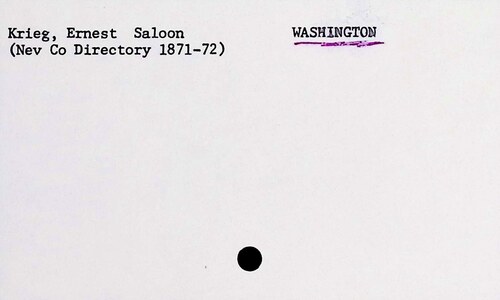 Krieg, Ernest  Saloon WASHINGTON
(Nev Co Directory 1871-72)